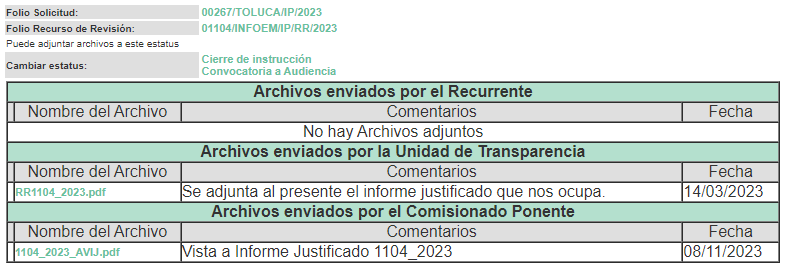 Folio Solicitud: 00267/TOLUCA/IP/2023
Folio Recurso de Revisión: 01104/INFOEM/IP/RR/2023
Puede adjuntar archivos a este estatus
Cambiar estatus: Cierre de instrucción
Convocatoria a Audiencia
Archivos enviados por el Recurrente
Nombre del Archivo Comentarios Fecha
No hay Archivos adjuntos
Archivos enviados por la Unidad de Transparencia
Nombre del Archivo Comentarios Fecha
RR1104_2023.pdf Se adjunta al presente el informe justificado que nos ocupa. 14/03/2023
Archivos enviados por el Comisionado Ponente
Nombre del Archivo Comentarios Fecha
1104_2023_AVIJ.pdf Vista a Informe Justificado 1104_2023 08/11/2023